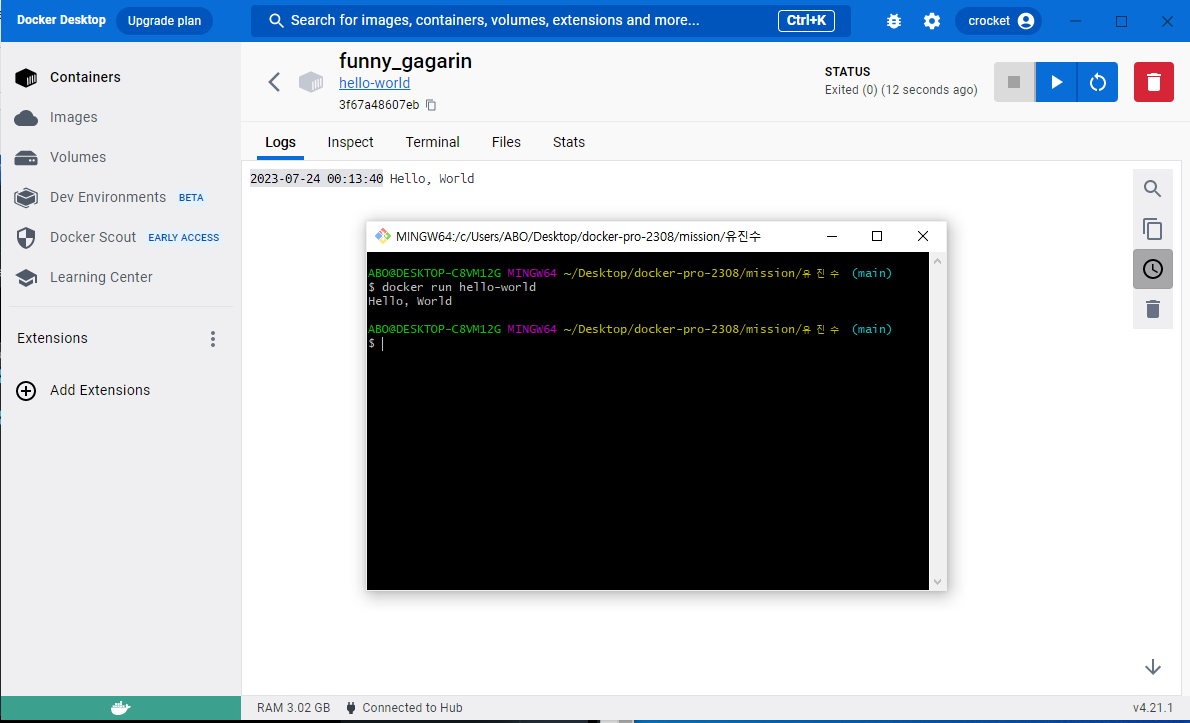 Docker Desktop Upgrade plan Search for images, containers, volumes, extensions and more... Ctrl+K crocket
Containers
Images
Volumes
Dev Environments BETA
Docker Scout EARLY ACCESS
Learning Center
Extensions
Add Extensions
funny_gagarin
hello-world
3f67a48607eb
STATUS
Exited (0) (12 seconds ago)
Logs Inspect Terminal Files Stats
2023-07-24 00:13:40 Hello, World
MINGW64:/c/Users/ABO/Desktop/docker-pro-2308/mission/유진수
ABO@DESKTOP-C8VM12G MINGW64 ~/Desktop/docker-pro-2308/mission/유진수 (main)
$ docker run hello-world
Hello, World
ABO@DESKTOP-C8VM12G MINGW64 ~/Desktop/docker-pro-2308/mission/유진수 (main)
$
RAM 3.02 GB Connected to Hub v4.21.1